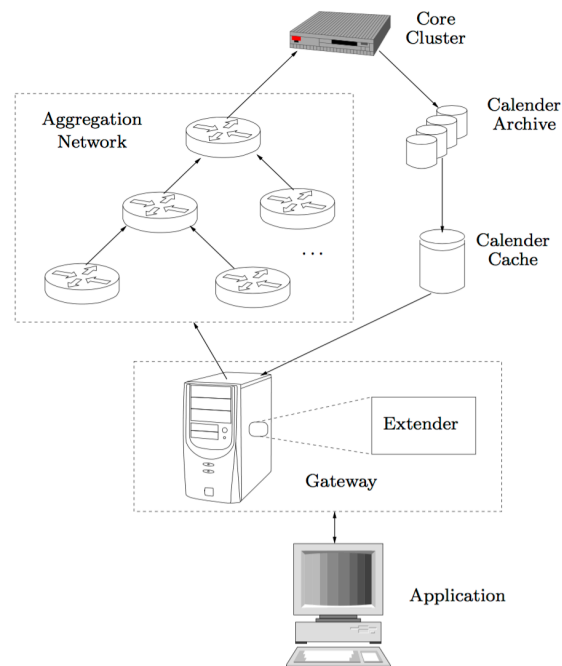 Core
Cluster
Aggregation
Network
Calender
Archive
Calender
Cache
. . .
Extender
Gateway
Application